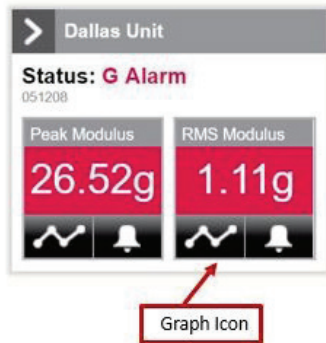 Dallas Unit
Status: G Alarm
051208
Peak Modulus
RMS Modulus
26.52g
1.11g
Graph Icon